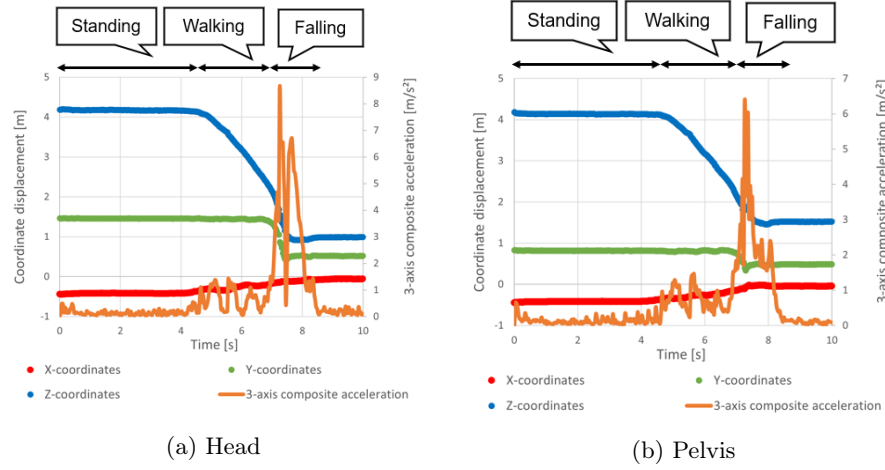 Standing Walking Falling
5 4 3 2 1 0 -1
Coordinate displacement [m]
9 8 7 6 5 4 3 2 1 0
3-axis composite acceleration [m/s²]
0 2 4 6 8 10
Time [s]
X-coordinates Y-coordinates
Z-coordinates 3-axis composite acceleration
(a) Head
Standing Walking Falling
5 4 3 2 1 0 -1
Coordinate displacement [m]
7 6 5 4 3 2 1 0
3-axis composite acceleration [m/s²]
0 2 4 6 8 10
Time [s]
X-coordinates Y-coordinates
Z-coordinates 3-axis composite acceleration
(b) Pelvis